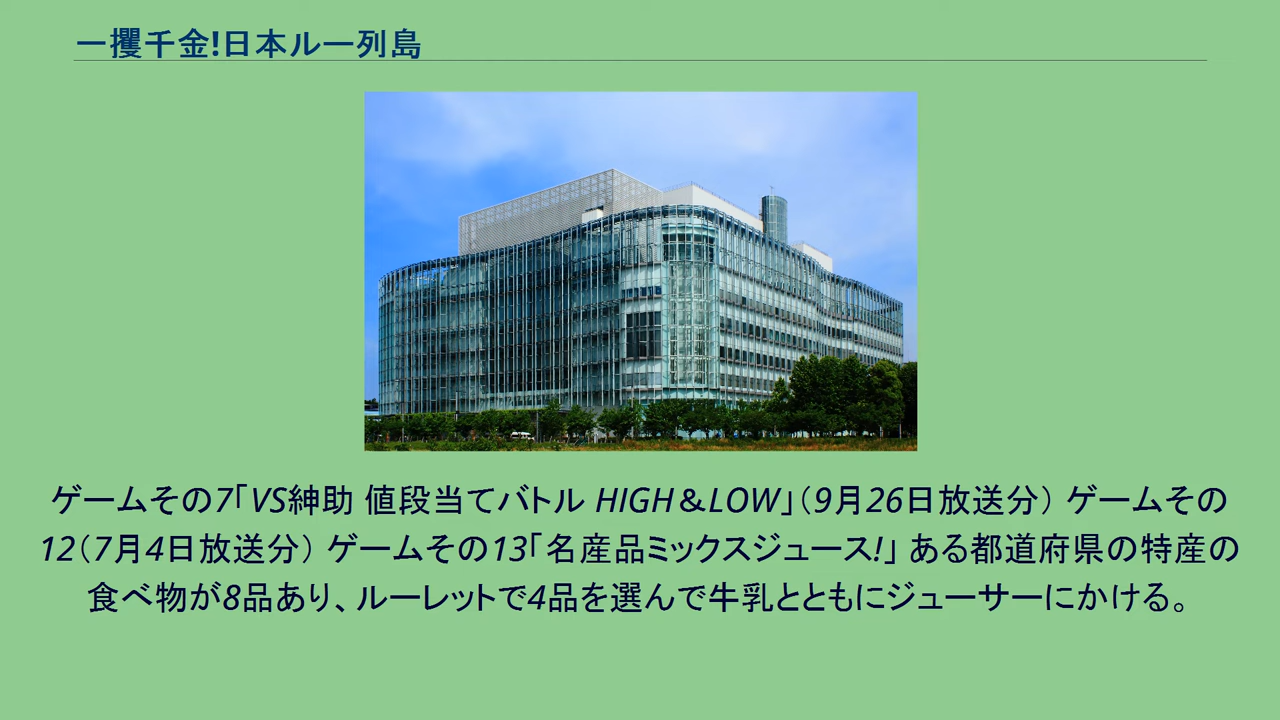 一攫千金!日本ルー列島
ゲームその7「VS紳助 値段当てバトル HIGH＆LOW」（9月26日放送分） ゲームその
12（7月4日放送分） ゲームその13「名産品ミックスジュース!」 ある都道府県の特産の
食べ物が8品あり、ルーレットで4品を選んで牛乳とともにジューサーにかける。